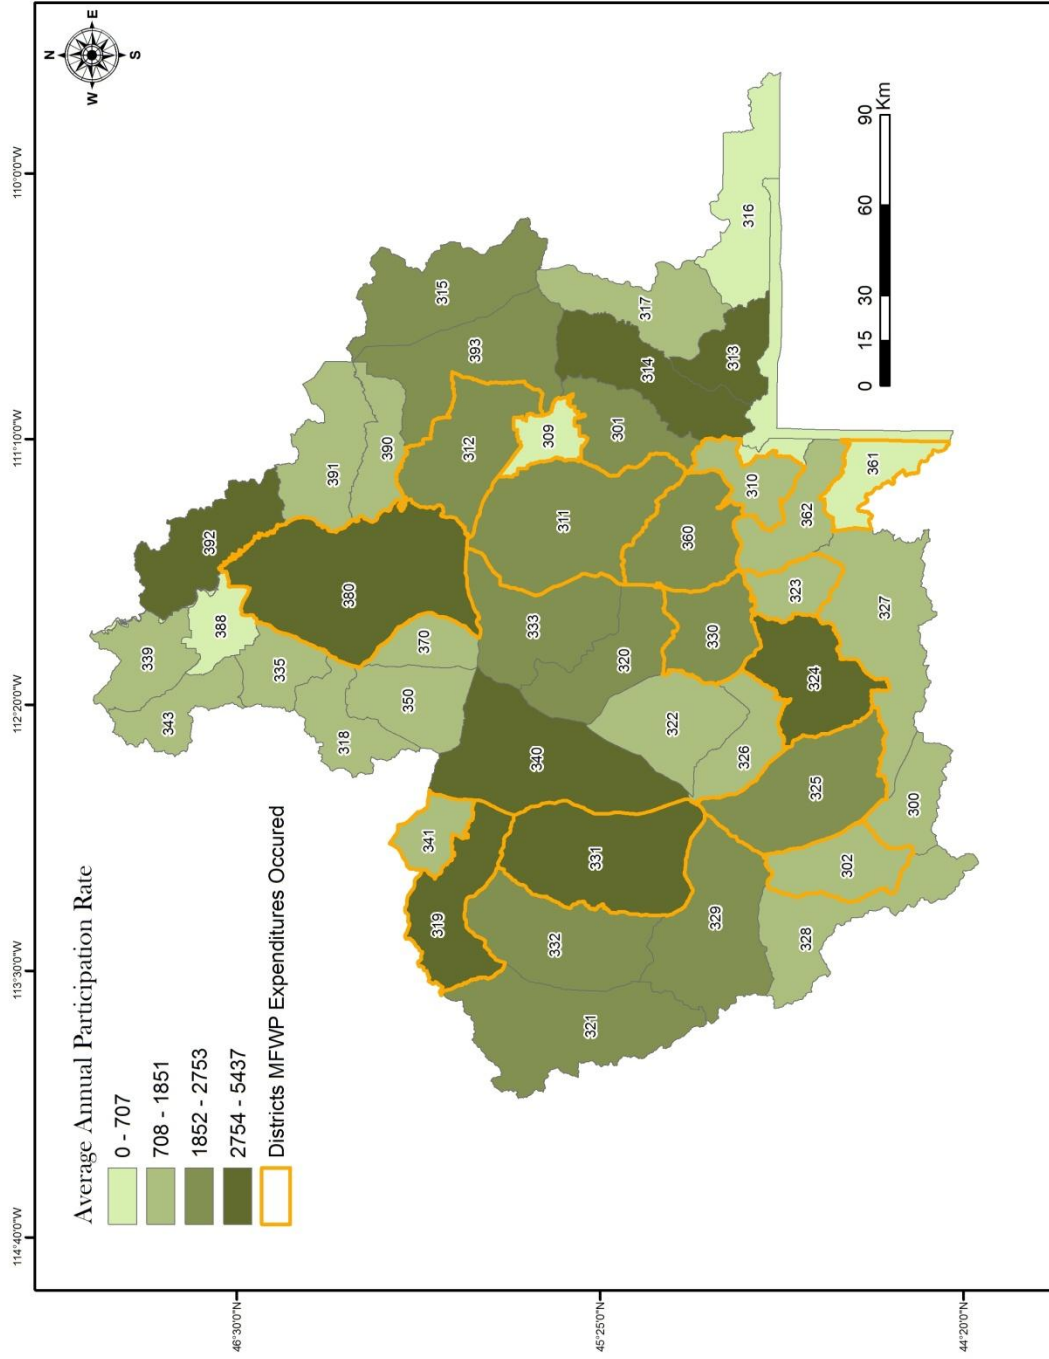 114°40'0"W
113°30'0"W
112°20'0"W
111°10'0"W
110°0'0"W
46°30'0"N
45°25'0"N
44°20'0"N
Average Annual Participation Rate
0 - 707
708 - 1851
1852 - 2753
2754 - 5437
Districts MFWP Expenditures Occured
N
E
S
W
343
339
388
392
335
318
350
370
380
391
390
341
319
340
333
312
393
315
309
331
332
321
320
311
301
314
317
316
313
322
326
330
360
310
362
361
329
328
302
325
324
323
327
300
0
15
30
60
90
Km